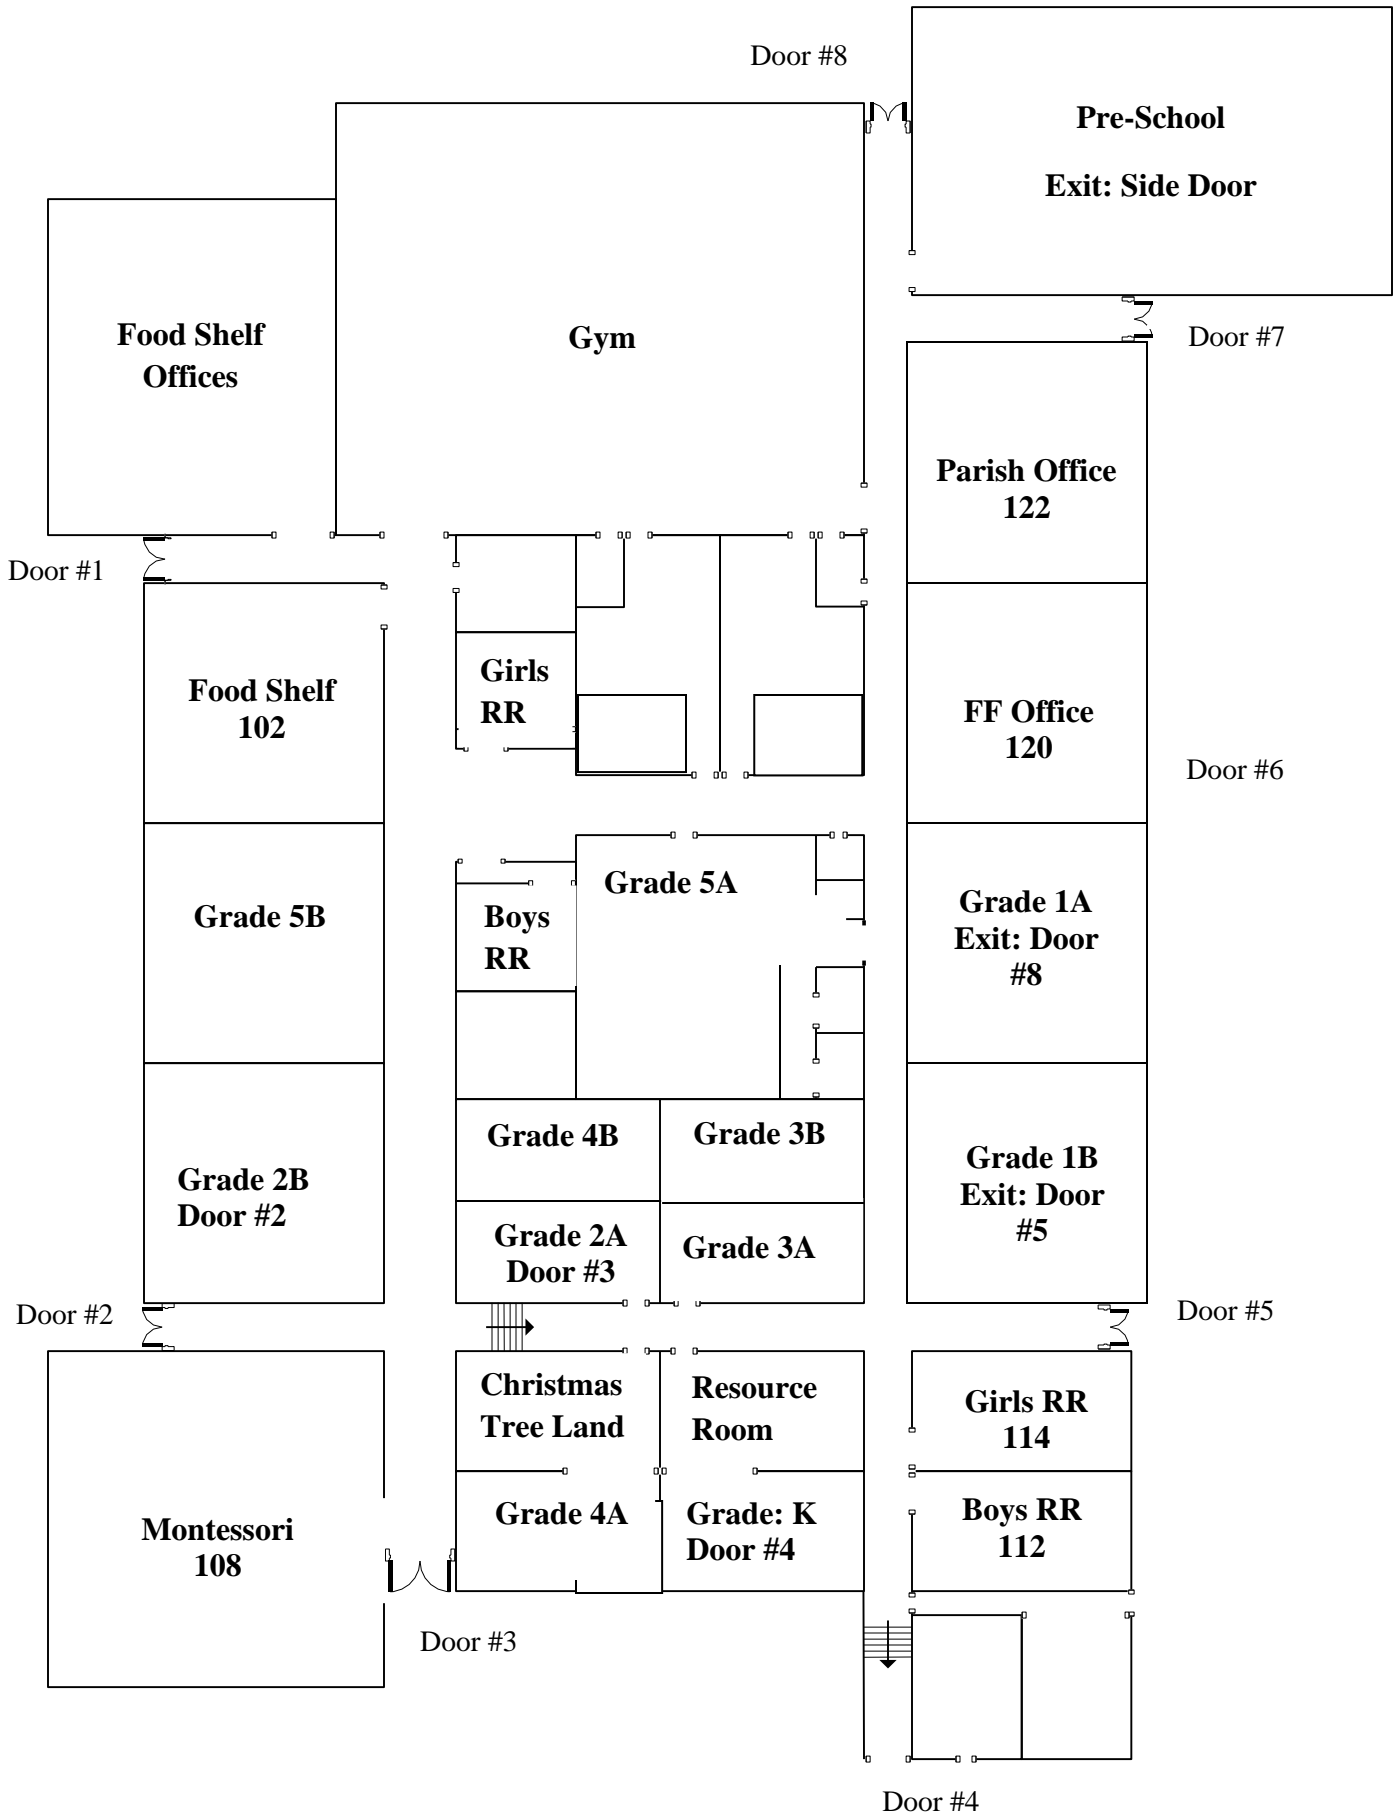 Door #8
Pre-School
Exit: Side Door
Food Shelf
Offices
Gym
Door #7
Parish Office
122
Door #1
Girls
RR
Food Shelf
102
FF Office
120
Door #6
Grade 5A
Grade 5B
Boys
RR
Grade 1A
Exit: Door
#8
Grade 4B
Grade 3B
Grade 1B
Exit: Door
#5
Grade 2B
Door #2
Grade 2A
Door #3
Grade 3A
Door #2
Door #5
Christmas
Tree Land
Resource
Room
Girls RR
114
Montessori
108
Grade 4A
Grade: K
Door #4
Boys RR
112
Door #3
Door #4